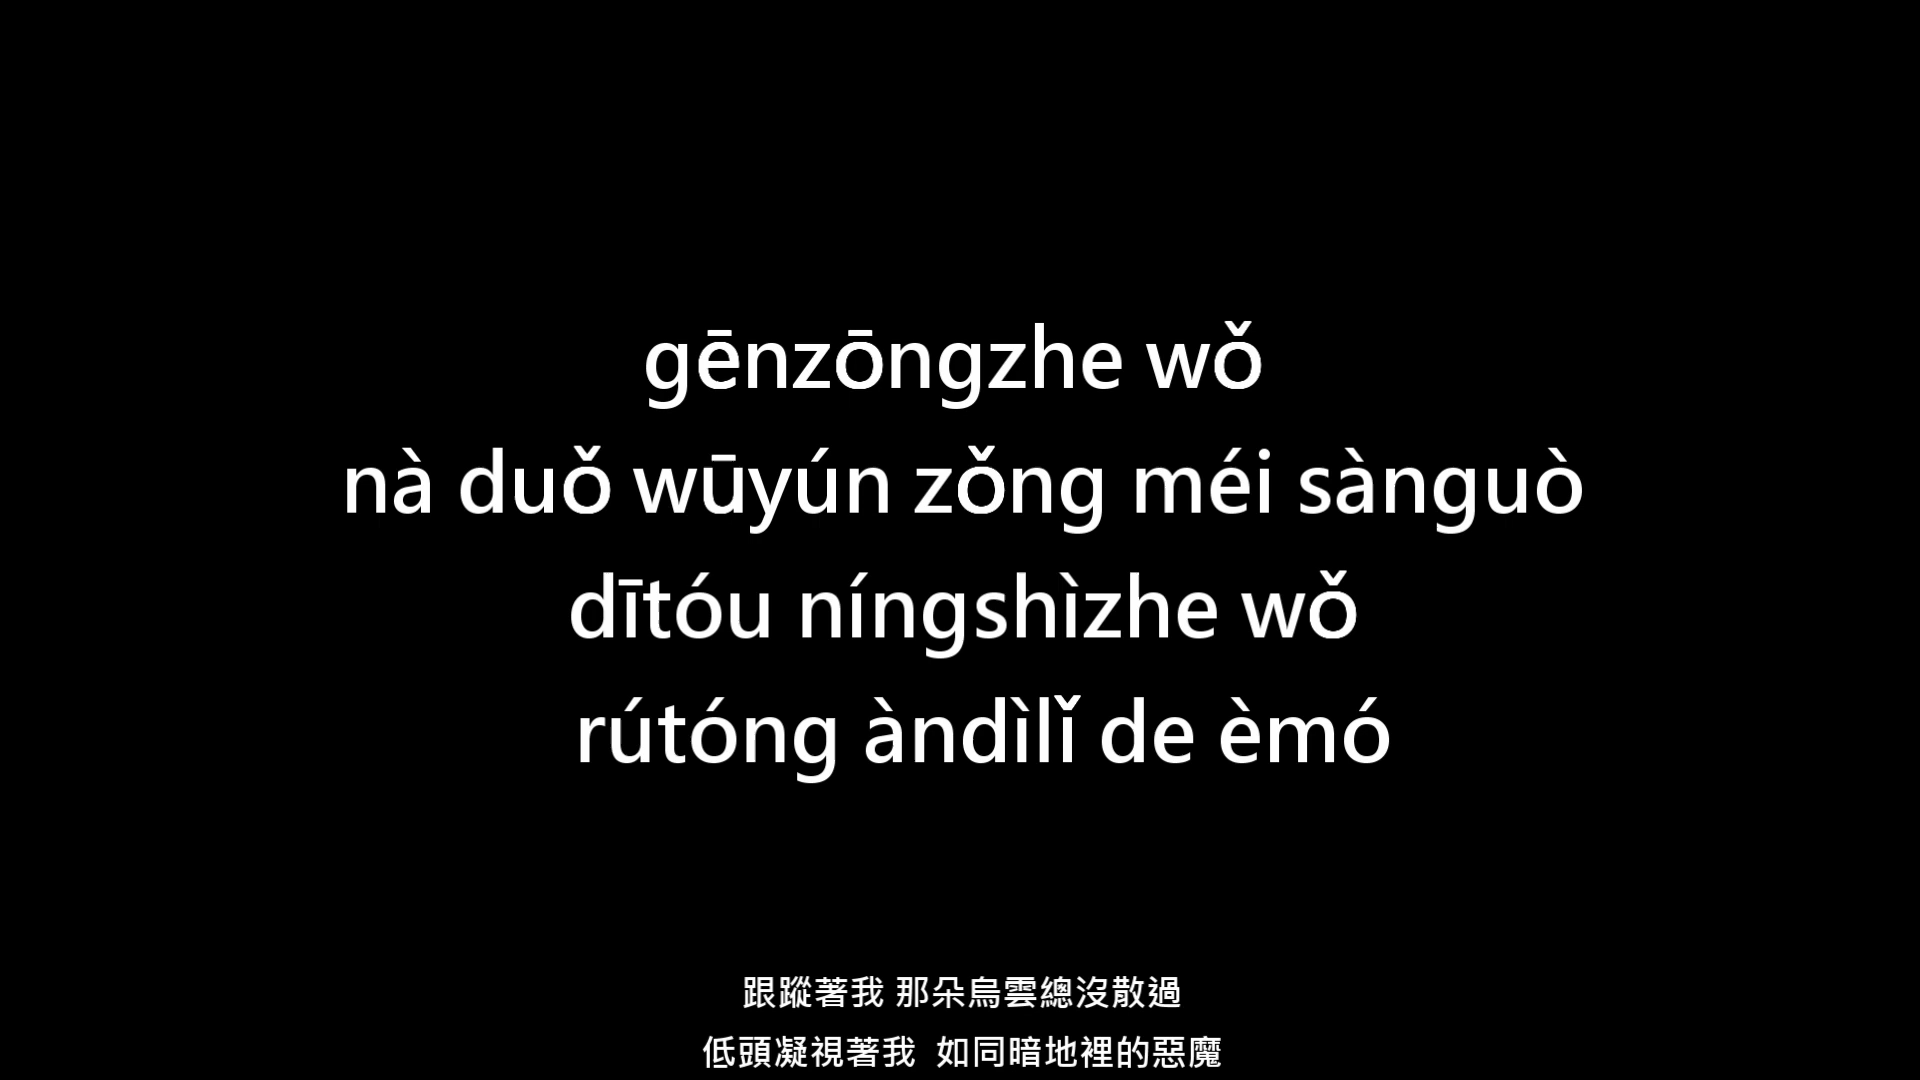 gēnzōngzhe wǒ
nà duǒ wūyún zǒng méi sànguò
dītóu níngshìzhe wǒ
rútóng àndìlǐ de èmó
跟蹤著我 那朵烏雲總沒散過
低頭凝視著我 如同暗地裡的惡魔